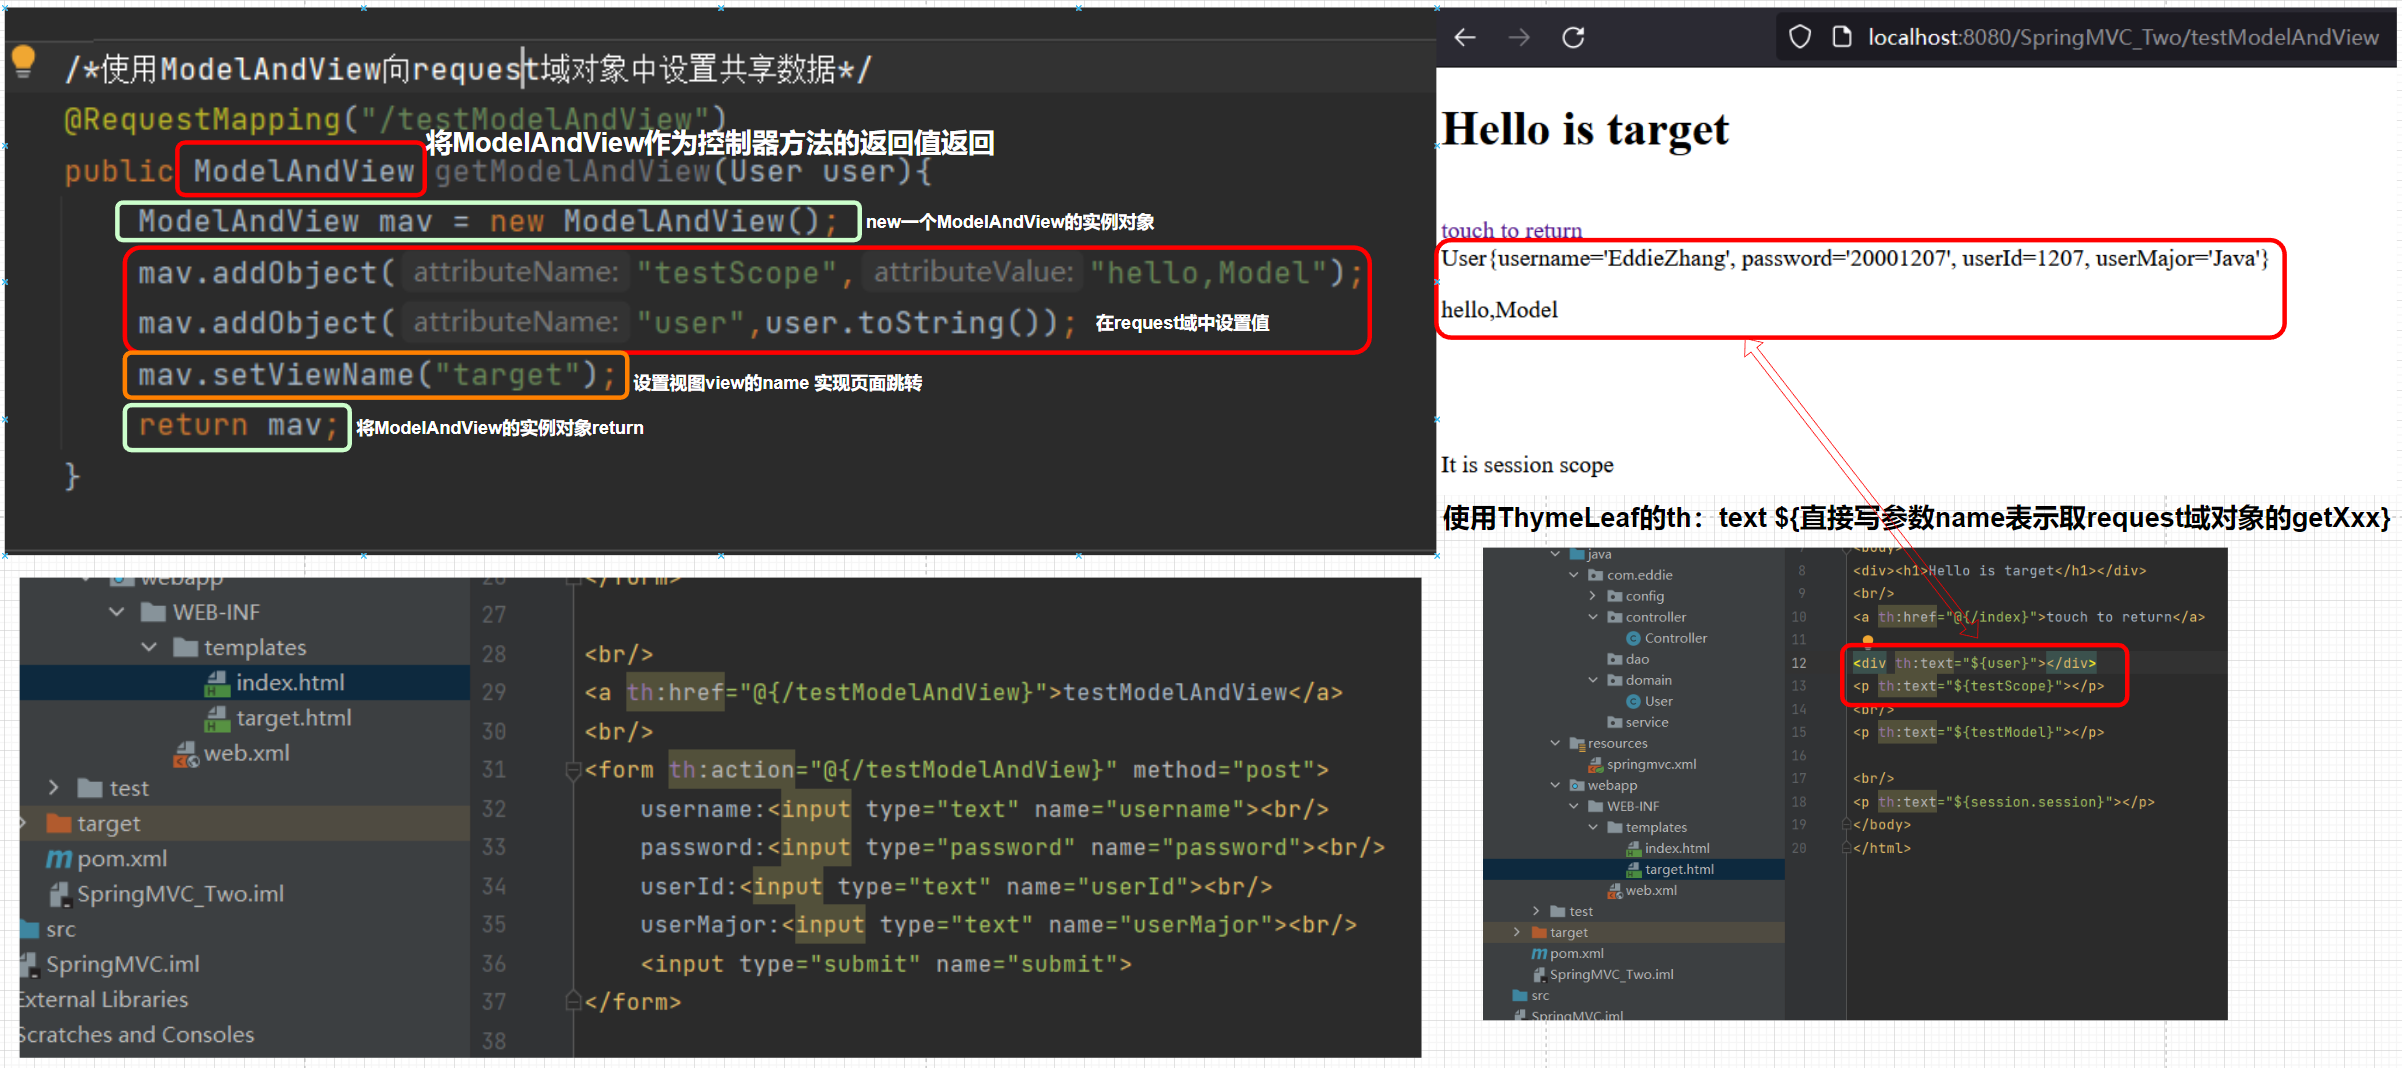 /*使用ModelAndView向request域对象中设置共享数据*/
@RequestMapping("/testModelAndView")
将ModelAndView作为控制器方法的返回值返回
public ModelAndView getModelAndView(User user){
ModelAndView mav = new ModelAndView(); new一个ModelAndView的实例对象
mav.addObject( attributeName: "testScope", attributeValue: "hello,Model");
mav.addObject( attributeName: "user",user.toString()); 在request域中设置值
mav.setViewName("target"); 设置视图view的name 实现页面跳转
return mav; 将ModelAndView的实例对象return
}
localhost:8080/SpringMVC_Two/testModelAndView
Hello is target
touch to return
User{username='EddieZhang', password='20001207', userId=1207, userMajor='Java'}
hello,Model
It is session scope
使用ThymeLeaf的th：text ${直接写参数name表示取request域对象的getXxx}
webapp
WEB-INF
templates
index.html
target.html
web.xml
test
target
pom.xml
SpringMVC_Two.iml
src
SpringMVC.iml
External Libraries
Scratches and Consoles
26 </form>
27
28 <br/>
29 <a th:href="@{/testModelAndView}">testModelAndView</a>
30 <br/>
31 <form th:action="@{/testModelAndView}" method="post">
32 username:<input type="text" name="username"><br/>
33 password:<input type="password" name="password"><br/>
34 userId:<input type="text" name="userId"><br/>
35 userMajor:<input type="text" name="userMajor"><br/>
36 <input type="submit" name="submit">
37 </form>
38
java
com.eddie
config
controller
Controller
dao
domain
User
service
resources
springmvc.xml
webapp
WEB-INF
templates
index.html
target.html
web.xml
test
target
pom.xml
SpringMVC_Two.iml
src
SpringMVC.iml
7 <body>
8 <div><h1>Hello is target</h1></div>
9 <br/>
10 <a th:href="@{/index}">touch to return</a>
11
12 <div th:text="${user}"></div>
13 <p th:text="${testScope}"></p>
14 <br/>
15 <p th:text="${testModel}"></p>
16
17 <br/>
18 <p th:text="${session.session}"></p>
19 </body>
20 </html>